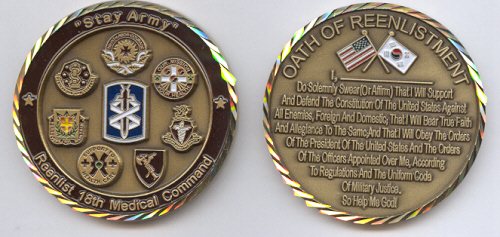 "Stay Army"
Reenlist 18th Medical Command
OATH OF REENLISTMENT
I,
Do Solemnly Swear(Or Affirm) That I Will Support
And Defend The Constitution Of The United States Against
All Enemies, Foreign And Domestic, That I Will Bear True Faith
And Allegiance To The Same;And That I Will Obey The Orders
Of The President Of The United States And The Orders
Of The Officers Appointed Over Me, According
To Regulations And The Uniform Code
Of Military Justice.
So Help Me God!